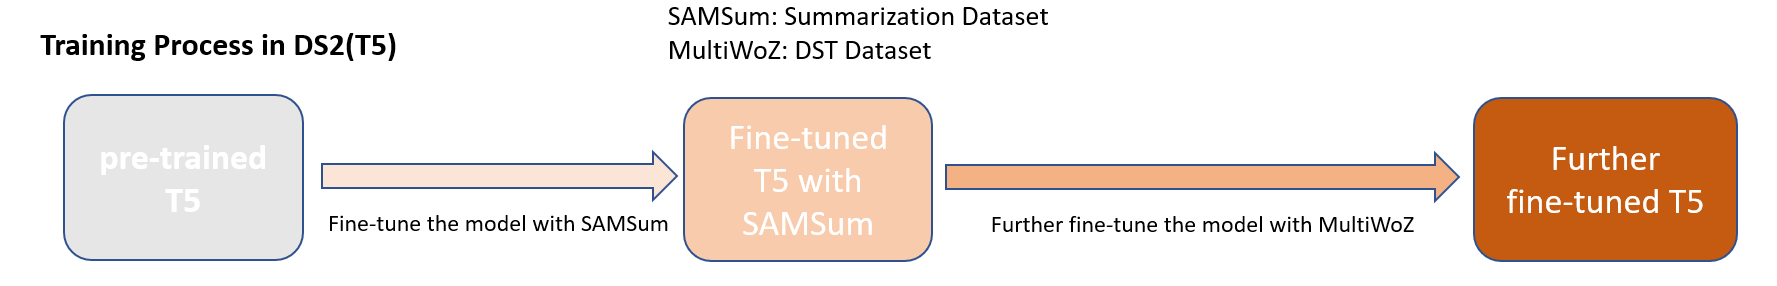 SAMSum: Summarization Dataset
MultiWoZ: DST Dataset
Training Process in DS2(T5)
pre-trained
T5
Fine-tune the model with SAMSum
Fine-tuned
T5 with
SAMSum
Further fine-tune the model with MultiWoZ
Further
fine-tuned T5